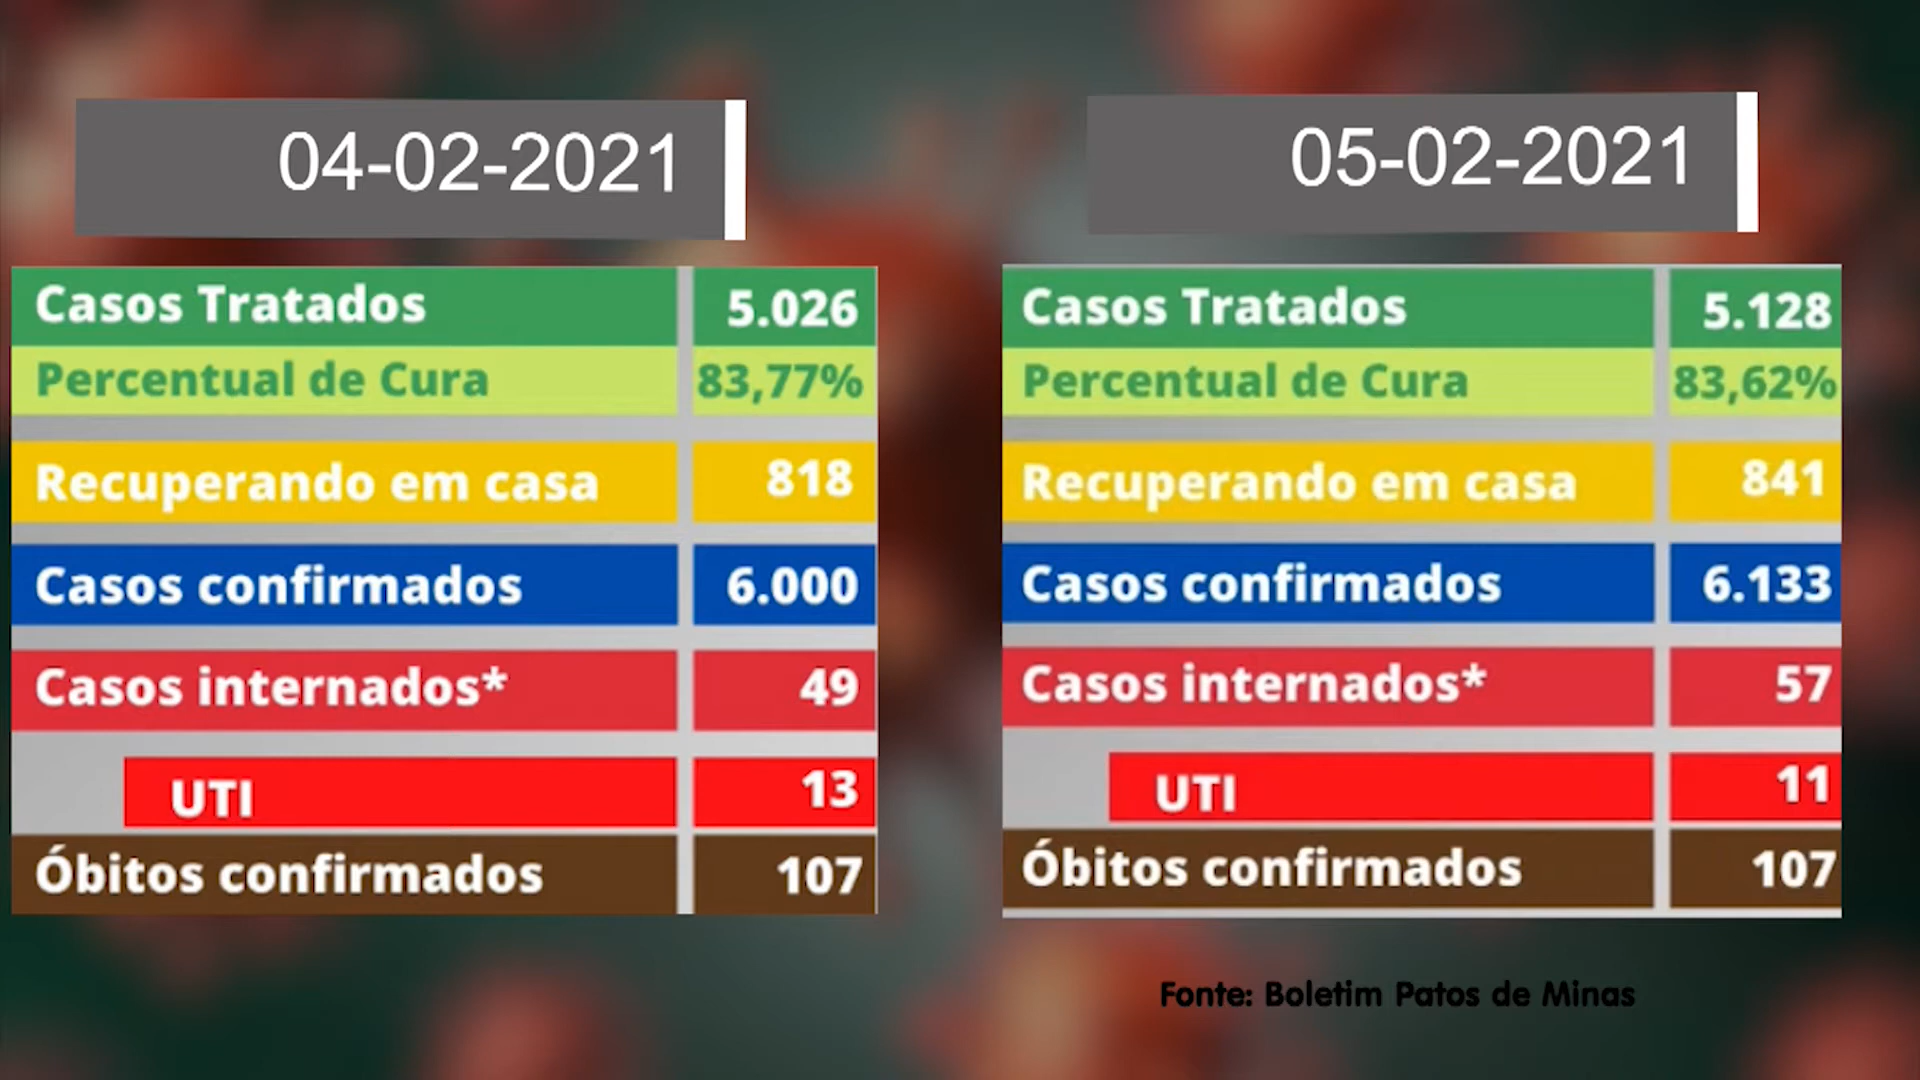 04-02-2021
Casos Tratados 5.026
Percentual de Cura 83,77%
Recuperando em casa 818
Casos confirmados 6.000
Casos internados* 49
UTI 13
Óbitos confirmados 107
05-02-2021
Casos Tratados 5.128
Percentual de Cura 83,62%
Recuperando em casa 841
Casos confirmados 6.133
Casos internados* 57
UTI 11
Óbitos confirmados 107
Fonte: Boletim Patos de Minas